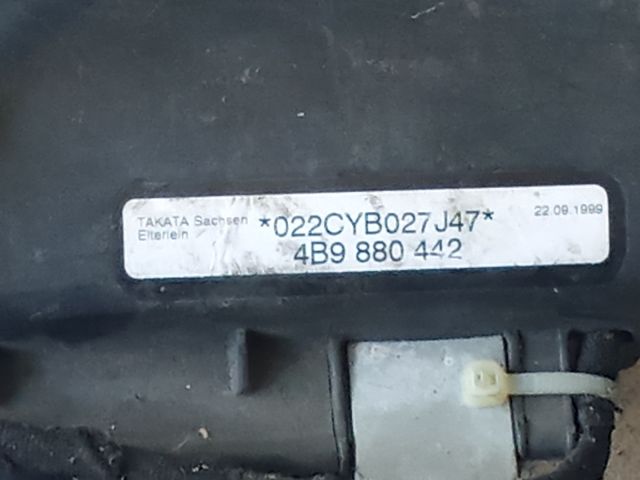 TAKATA Sachsen
Elterlein
*022CYB027J47*
22.09.1999
4B9 880 442